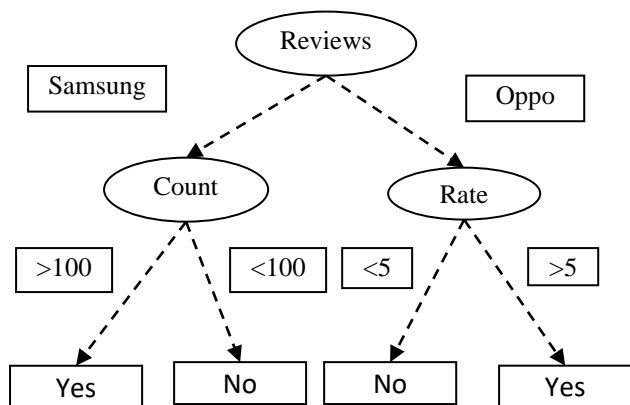 Reviews
Samsung
Oppo
Count
Rate
>100
<100
<5
>5
Yes
No
No
Yes